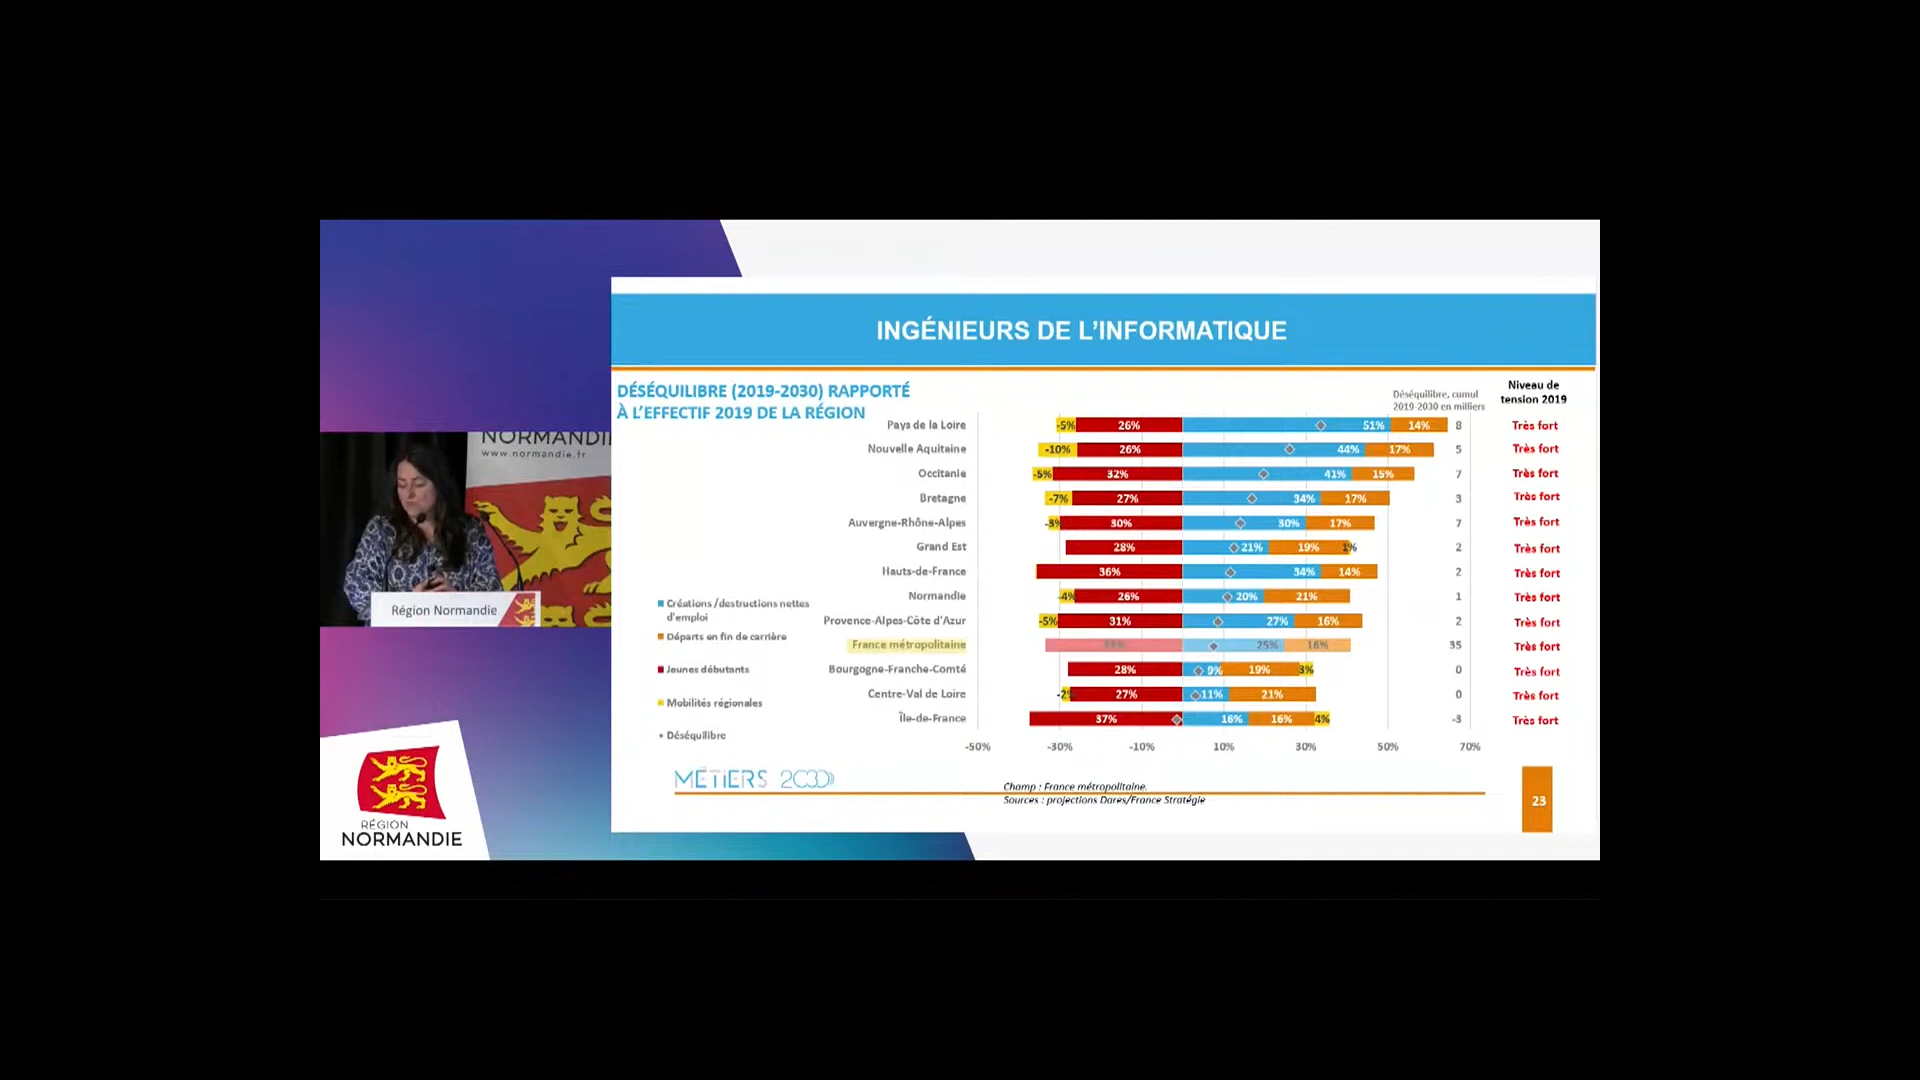 INGÉNIEURS DE L'INFORMATIQUE
DÉSÉQUILIBRE (2019-2030) RAPPORTÉ
À L'EFFECTIF 2019 DE LA RÉGION
Déséquilibre, cumul
2019-2030 en milliers
Niveau de
tension 2019
Pays de la Loire -5% 26% 51% 14% 8 Très fort
Nouvelle Aquitaine -10% 26% 44% 17% 5 Très fort
Occitanie -5% 32% 41% 15% 7 Très fort
Bretagne -7% 27% 34% 17% 3 Très fort
Auvergne-Rhône-Alpes -3% 30% 30% 17% 7 Très fort
Grand Est 28% 21% 19% 1% 2 Très fort
Hauts-de-France 36% 34% 14% 2 Très fort
Normandie -4% 26% 20% 21% 1 Très fort
Provence-Alpes-Côte d'Azur -5% 31% 27% 16% 2 Très fort
France métropolitaine 25% 16% 35 Très fort
Bourgogne-Franche-Comté 28% 9% 19% 3% 0 Très fort
Centre-Val de Loire -2% 27% 11% 21% 0 Très fort
Île-de-France 37% 16% 16% 4% -3 Très fort
-50% -30% -10% 10% 30% 50% 70%
Créations/destructions nettes
d'emploi
Départs en fin de carrière
Jeunes débutants
Mobilités régionales
Déséquilibre
MÉTIERS 2030
Champ : France métropolitaine.
Sources : projections Dares/France Stratégie
23
NORMANDIE
www.normandie.fr
Région Normandie
RÉGION
NORMANDIE